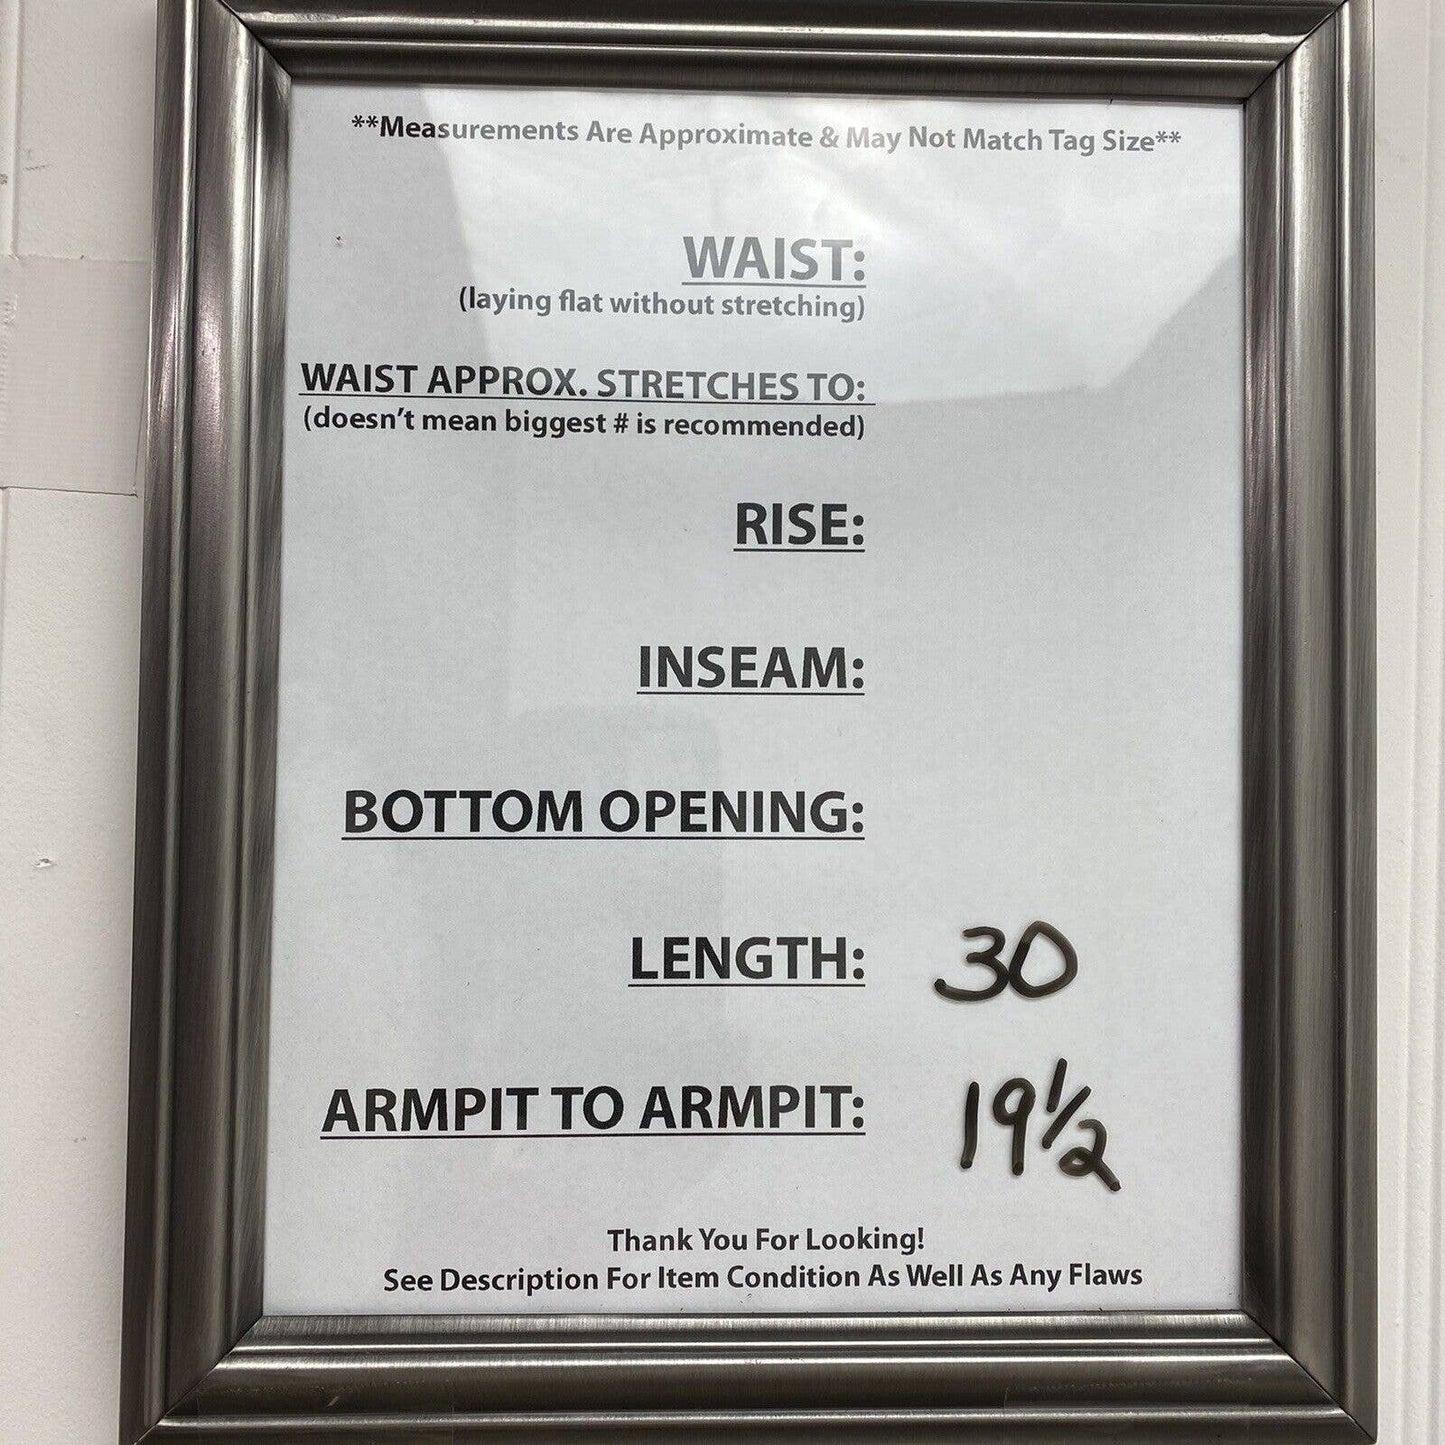 **Measurements Are Approximate & May Not Match Tag Size**
WAIST:
(laying flat without stretching)
WAIST APPROX. STRETCHES TO:
(doesn't mean biggest # is recommended)
RISE:
INSEAM:
BOTTOM OPENING:
LENGTH: 30
ARMPIT TO ARMPIT: 19 1/2
Thank You For Looking!
See Description For Item Condition As Well As Any Flaws